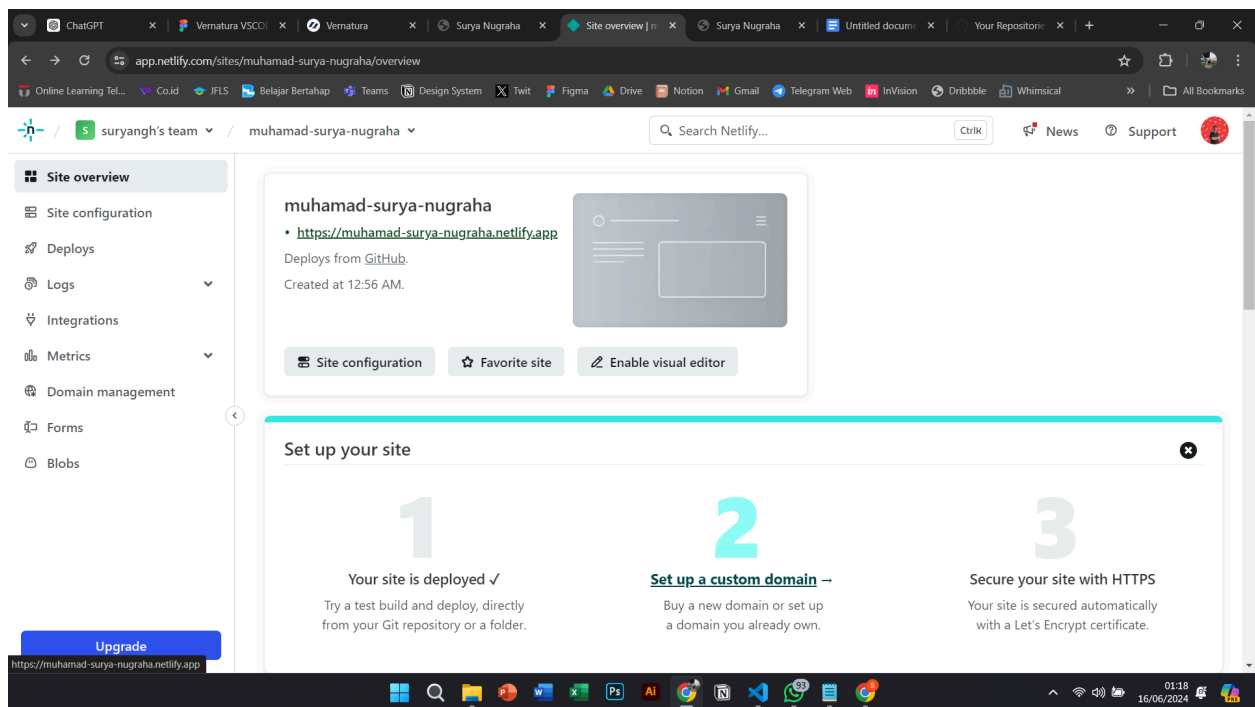 ChatGPT
Vernatura VSCO
Vernatura
Surya Nugraha
Site overview | m
Surya Nugraha
Untitled docume
Your Repositorie
app.netlify.com/sites/muhamad-surya-nugraha/overview
Online Learning Tel...
Co.id
JFLS
Belajar Bertahap
Teams
Design System
Twit
Figma
Drive
Notion
Gmail
Telegram Web
InVision
Dribbble
Whimsical
»
All Bookmarks
/ S suryangh's team / muhamad-surya-nugraha
Search Netlify...
Ctrl K
News
Support
Site overview
Site configuration
Deploys
Logs
Integrations
Metrics
Domain management
Forms
Blobs
Upgrade
https://muhamad-surya-nugraha.netlify.app
muhamad-surya-nugraha
• https://muhamad-surya-nugraha.netlify.app
Deploys from GitHub.
Created at 12:56 AM.
Site configuration
Favorite site
Enable visual editor
Set up your site
1
Your site is deployed ✓
Try a test build and deploy, directly
from your Git repository or a folder.
2
Set up a custom domain →
Buy a new domain or set up
a domain you already own.
3
Secure your site with HTTPS
Your site is secured automatically
with a Let's Encrypt certificate.
Ps
Ai
93
01:18
16/06/2024
PRE